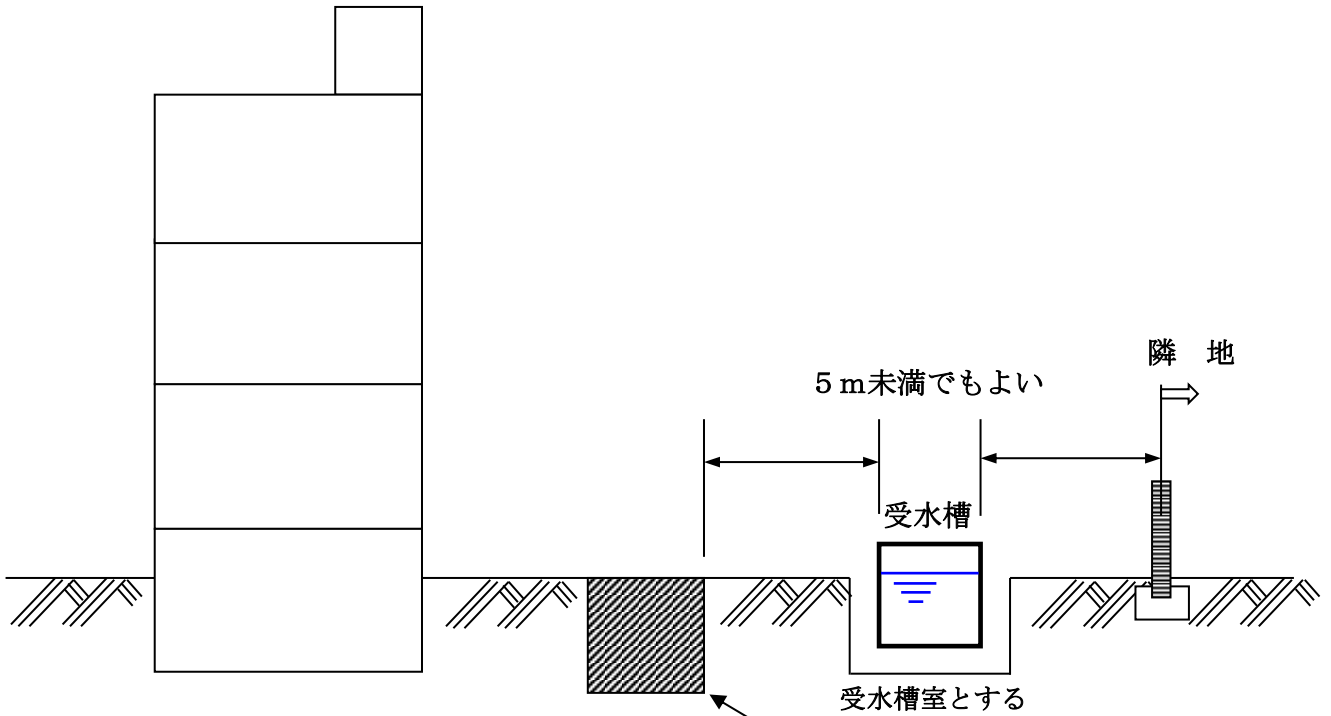 隣　地
５ｍ未満でもよい
受水槽
受水槽室とする